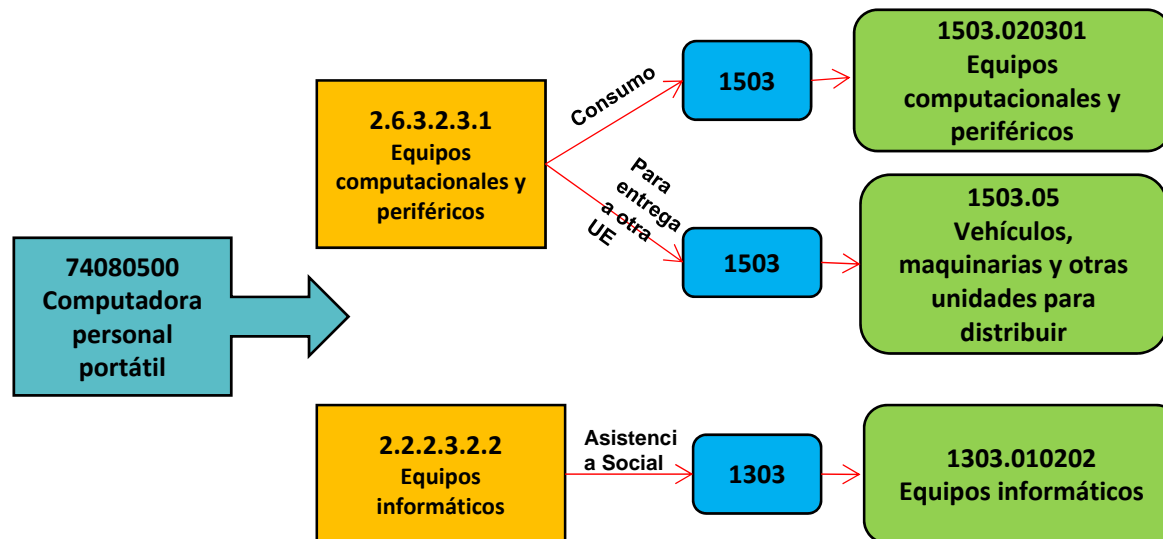 74080500
Computadora
personal
portátil
2.6.3.2.3.1
Equipos
computacionales y
periféricos
Consumo
1503
1503.020301
Equipos
computacionales y
periféricos
Para
entrega
a otra
UE
1503
1503.05
Vehículos,
maquinarias y otras
unidades para
distribuir
2.2.2.3.2.2
Equipos
informáticos
Asistenci
a Social
1303
1303.010202
Equipos informáticos